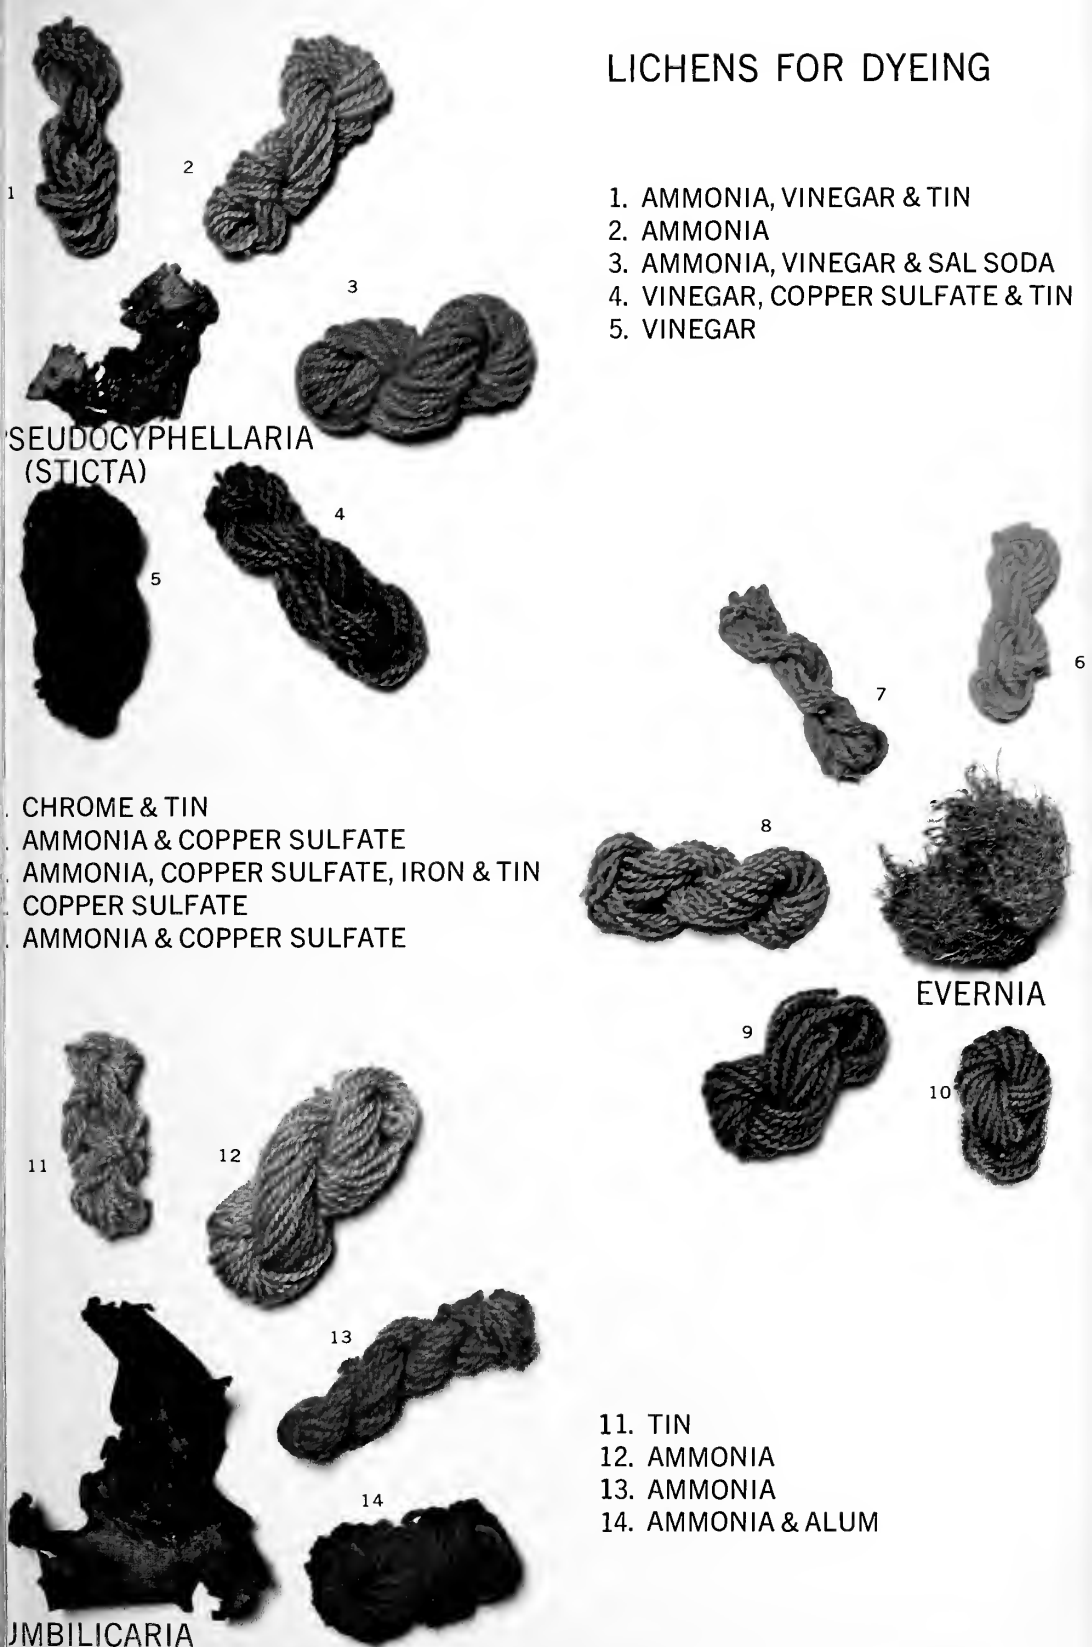 LICHENS FOR DYEING
1
2
1. AMMONIA, VINEGAR & TIN
2. AMMONIA
3. AMMONIA, VINEGAR & SAL SODA
4. VINEGAR, COPPER SULFATE & TIN
5. VINEGAR
3
SEUDOCYPHELLARIA
(STICTA)
4
5
6
7
. CHROME & TIN
. AMMONIA & COPPER SULFATE
. AMMONIA, COPPER SULFATE, IRON & TIN
. COPPER SULFATE
. AMMONIA & COPPER SULFATE
8
EVERNIA
9
10
11
12
13
11. TIN
12. AMMONIA
13. AMMONIA
14. AMMONIA & ALUM
14
UMBILICARIA